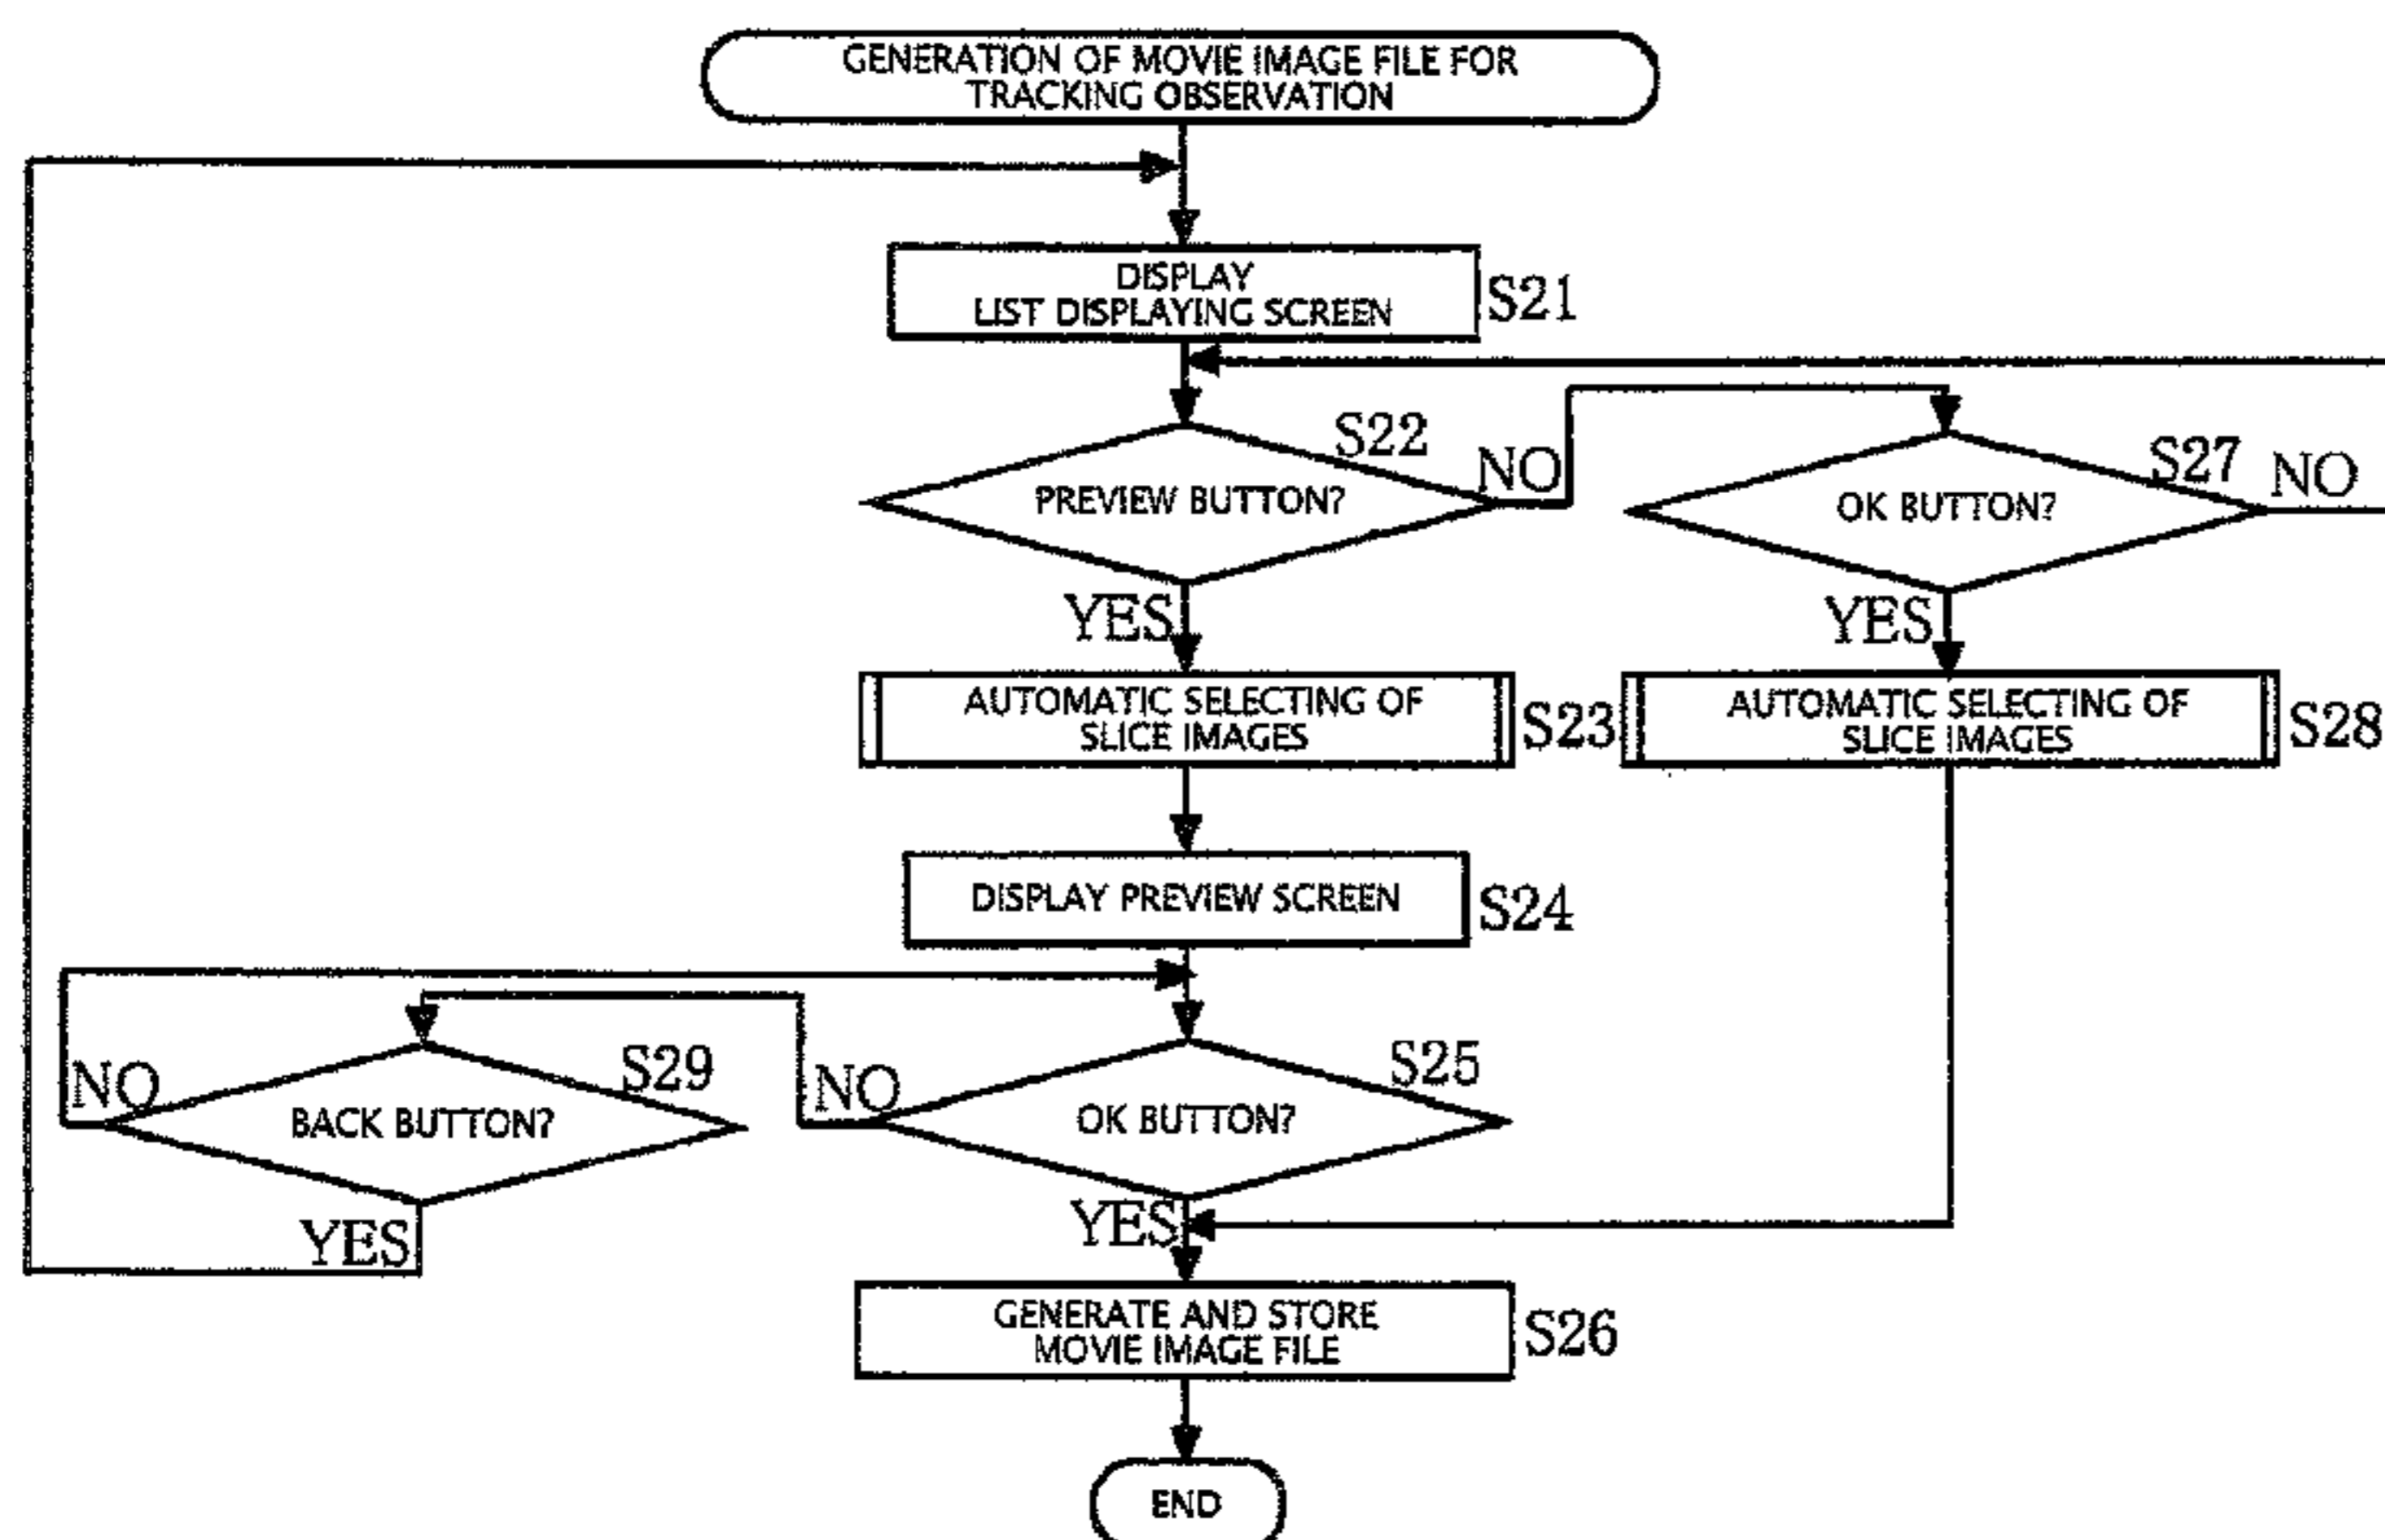 GENERATION OF MOVIE IMAGE FILE FOR
TRACKING OBSERVATION
DISPLAY
LIST DISPLAYING SCREEN
S21
S22
PREVIEW BUTTON?
NO
S27
OK BUTTON?
NO
YES
YES
AUTOMATIC SELECTING OF
SLICE IMAGES
S23
AUTOMATIC SELECTING OF
SLICE IMAGES
S28
DISPLAY PREVIEW SCREEN
S24
NO
S29
BACK BUTTON?
NO
S25
OK BUTTON?
YES
YES
GENERATE AND STORE
MOVIE IMAGE FILE
S26
END